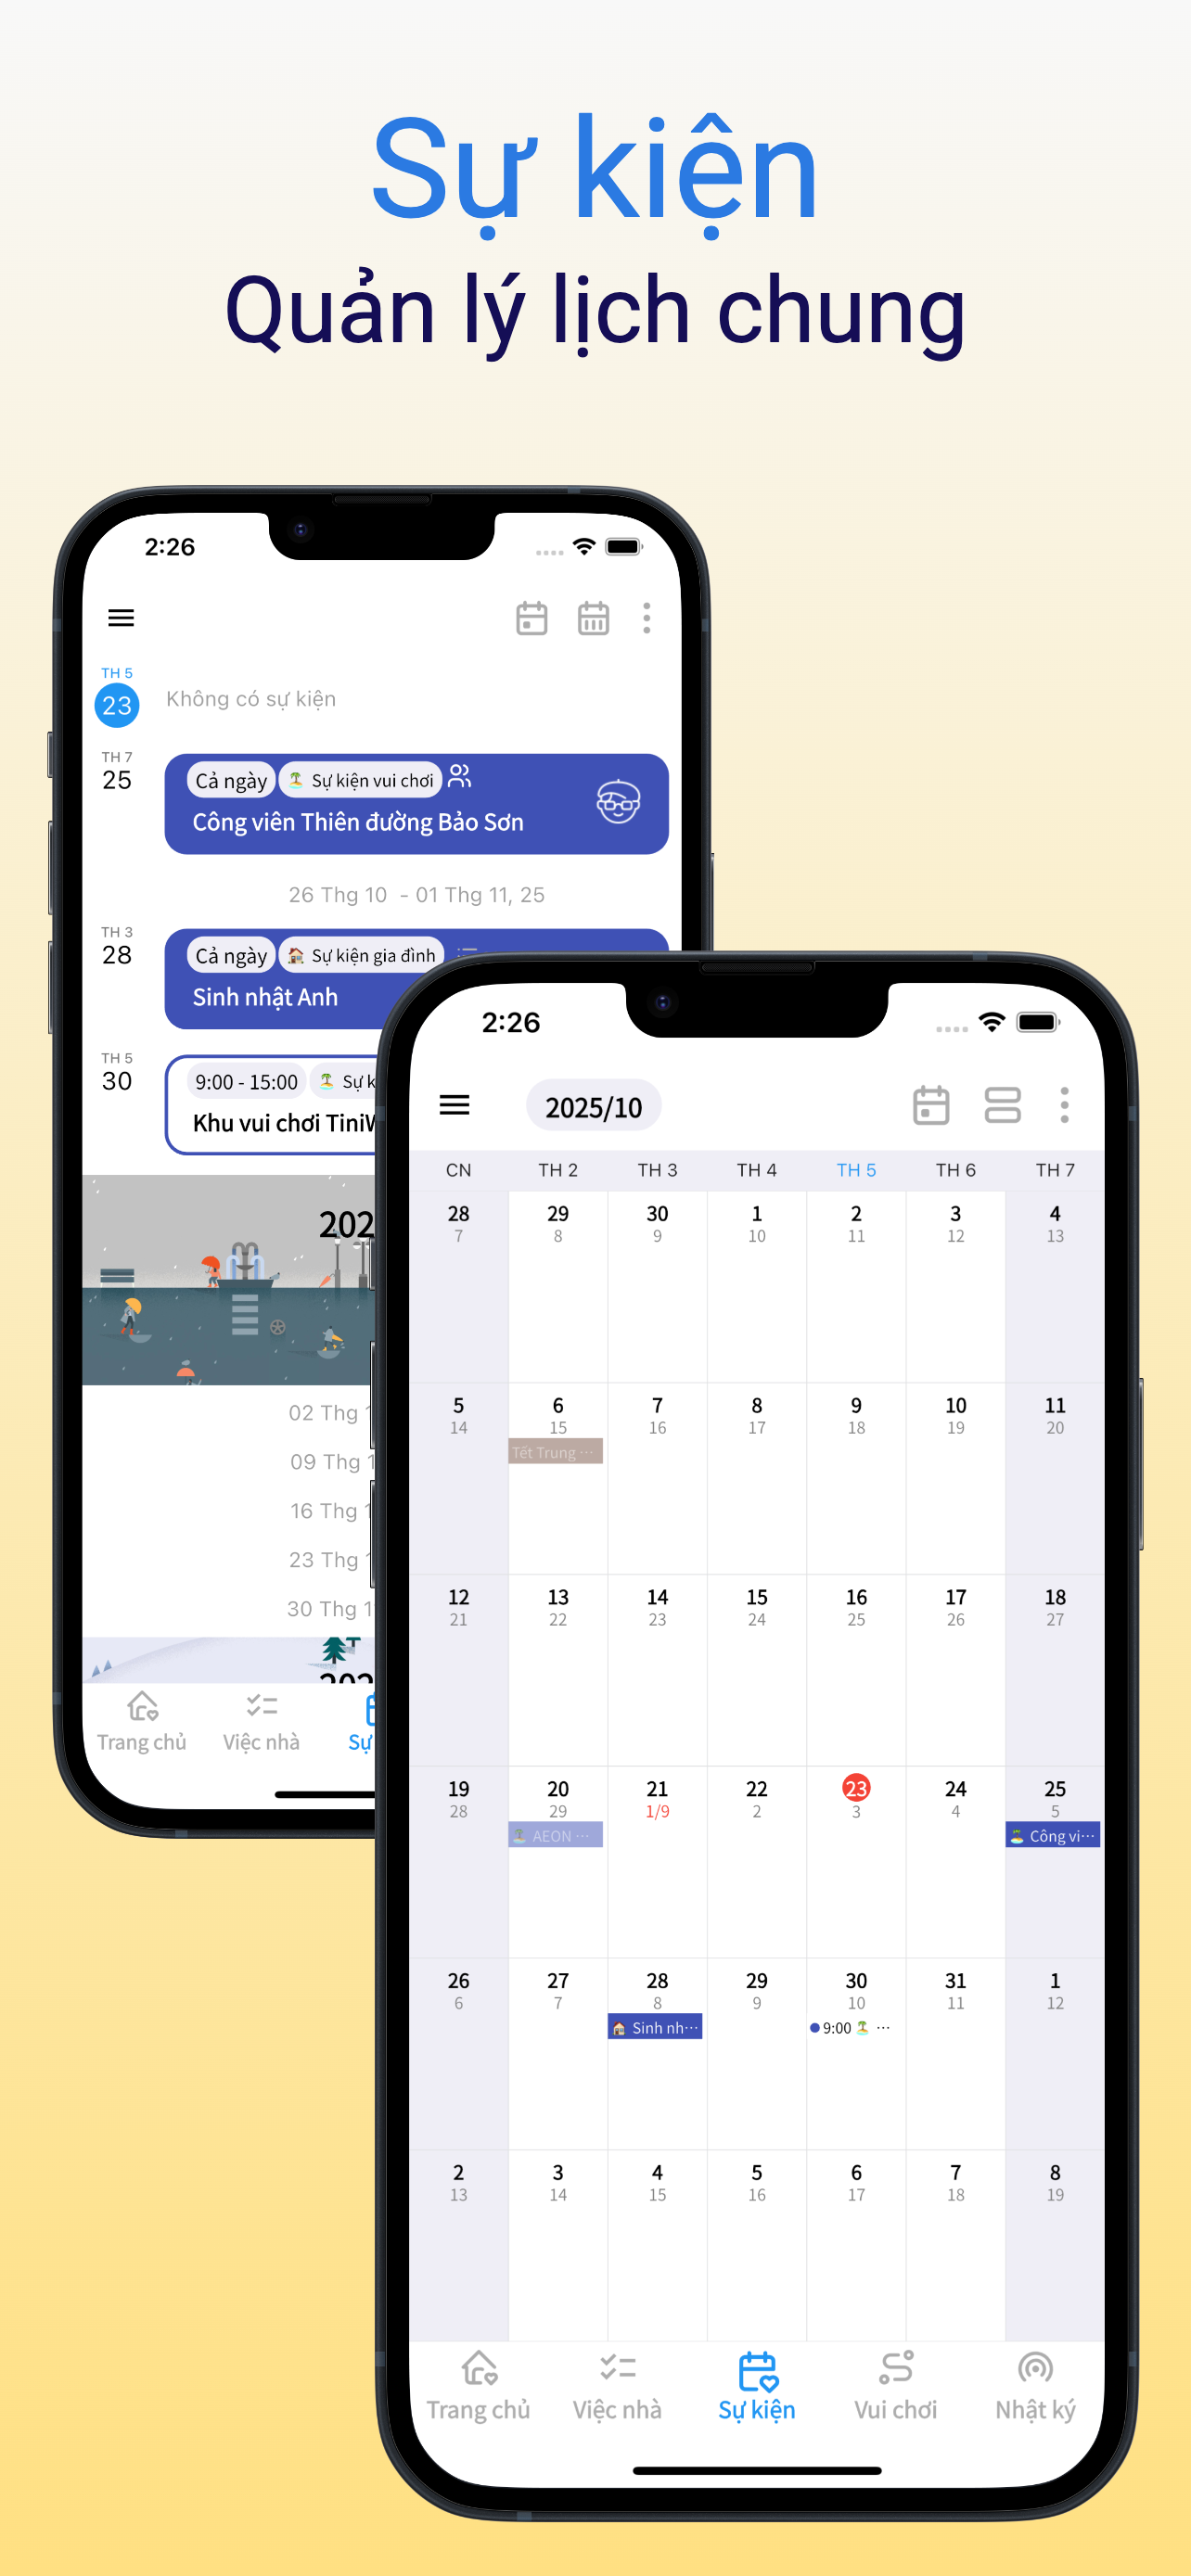 Sự kiện
Quản lý lịch chung
2:26
TH 5
23
Không có sự kiện
TH 7
25
Cả ngày 🏝️ Sự kiện vui chơi
Công viên Thiên đường Bảo Sơn
26 Thg 10 - 01 Thg 11, 25
TH 3
28
Cả ngày 🏠 Sự kiện gia đình
Sinh nhật Anh
TH 5
30
9:00 - 15:00 🏝️ Sự
Khu vui chơi
02 Thg
09 Thg
16 Thg
23 Thg
30 Thg
Trang chủ Việc nhà Sự
2:26
2025/10
CN TH 2 TH 3 TH 4 TH 5 TH 6 TH 7
28 29 30 1 2 3 4
7 8 9 10 11 12 13
5 6 7 8 9 10 11
14 15 16 17 18 19 20
Tết Trung ...
12 13 14 15 16 17 18
21 22 23 24 25 26 27
19 20 21 22 23 24 25
28 29 1/9 2 3 4 5
🏝️ AEON ... 🏝️ Công vi...
26 27 28 29 30 31 1
6 7 8 9 10 11 12
🏠 Sinh nh... 9:00 🏝️ ...
2 3 4 5 6 7 8
13 14 15 16 17 18 19
Trang chủ Việc nhà Sự kiện Vui chơi Nhật ký